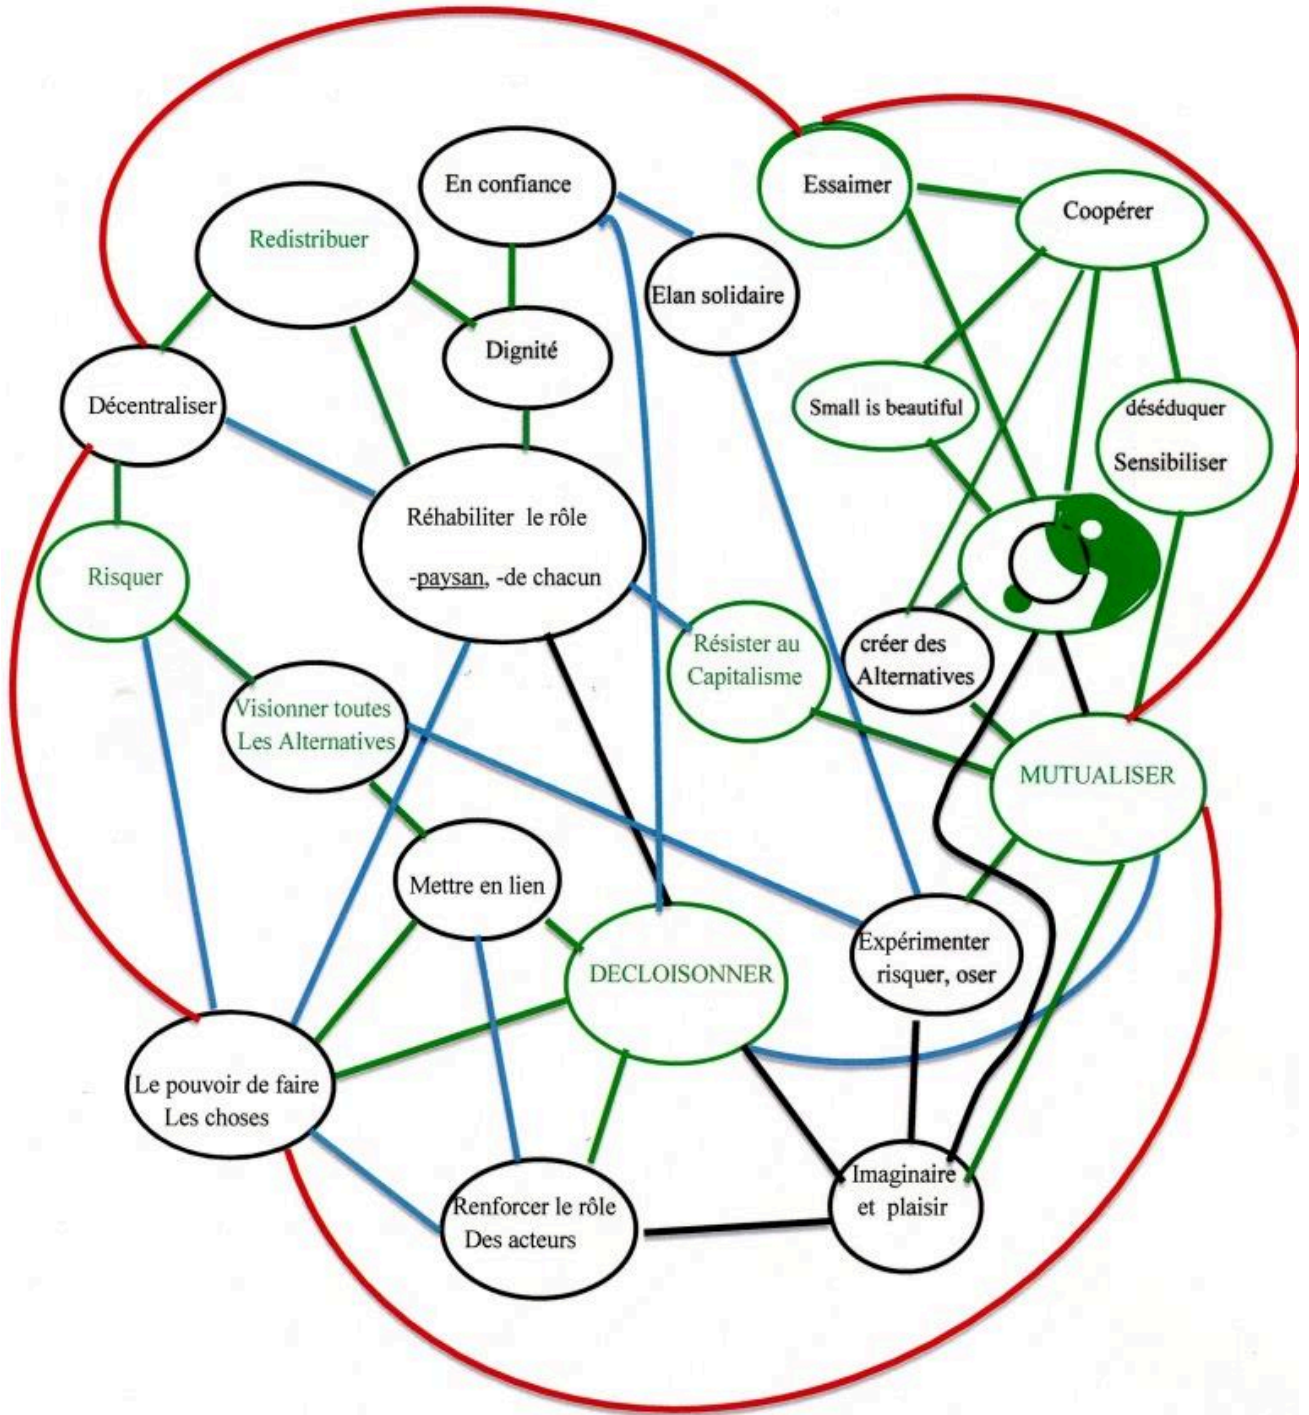 En confiance
Essaimer
Coopérer
Redistribuer
Elan solidaire
Dignité
Décentraliser
Small is beautiful
déséduquer
Sensibiliser
Réhabiliter le rôle
-paysan, -de chacun
Risquer
Résister au
Capitalisme
créer des
Alternatives
Visionner toutes
Les Alternatives
MUTUALISER
Mettre en lien
Expérimenter
risquer, oser
DECLOISONNER
Le pouvoir de faire
Les choses
Imaginaire
et plaisir
Renforcer le rôle
Des acteurs